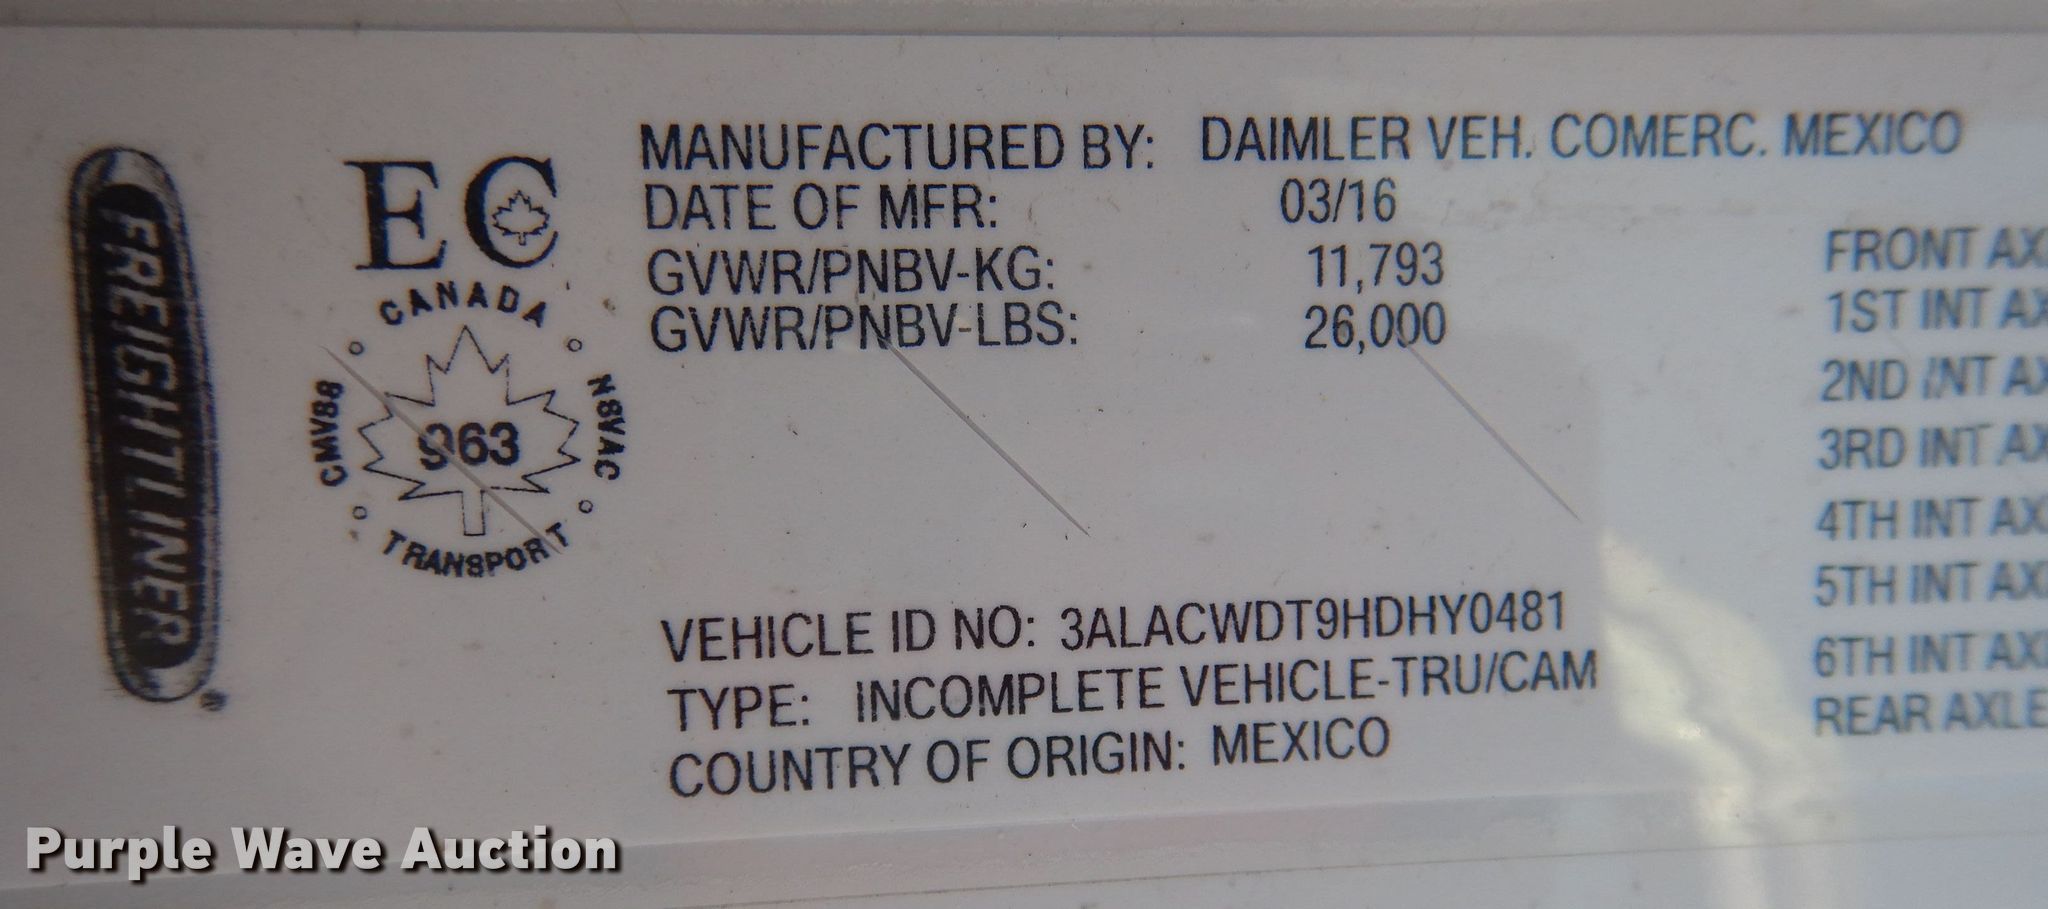 FREIGHTLINER
EC
CANADA
CMVSS
NSVAC
963
TRANSPORT
MANUFACTURED BY: DAIMLER VEH. COMERC. MEXICO
DATE OF MFR: 03/16
GVWR/PNBV-KG: 11,793
GVWR/PNBV-LBS: 26,000
VEHICLE ID NO: 3ALACWDT9HDHY0481
TYPE: INCOMPLETE VEHICLE-TRU/CAM
COUNTRY OF ORIGIN: MEXICO
FRONT AX
1ST INT AX
2ND INT AX
3RD INT AX
4TH INT AX
5TH INT AX
6TH INT AX
REAR AXLE
Purple Wave Auction